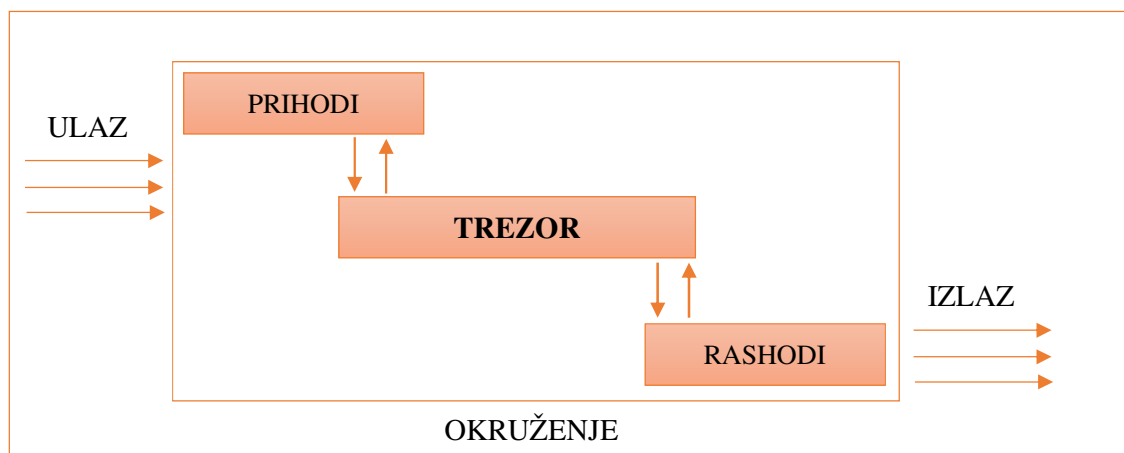 PRIHODI
ULAZ
TREZOR
IZLAZ
RASHODI
OKRUŽENJE